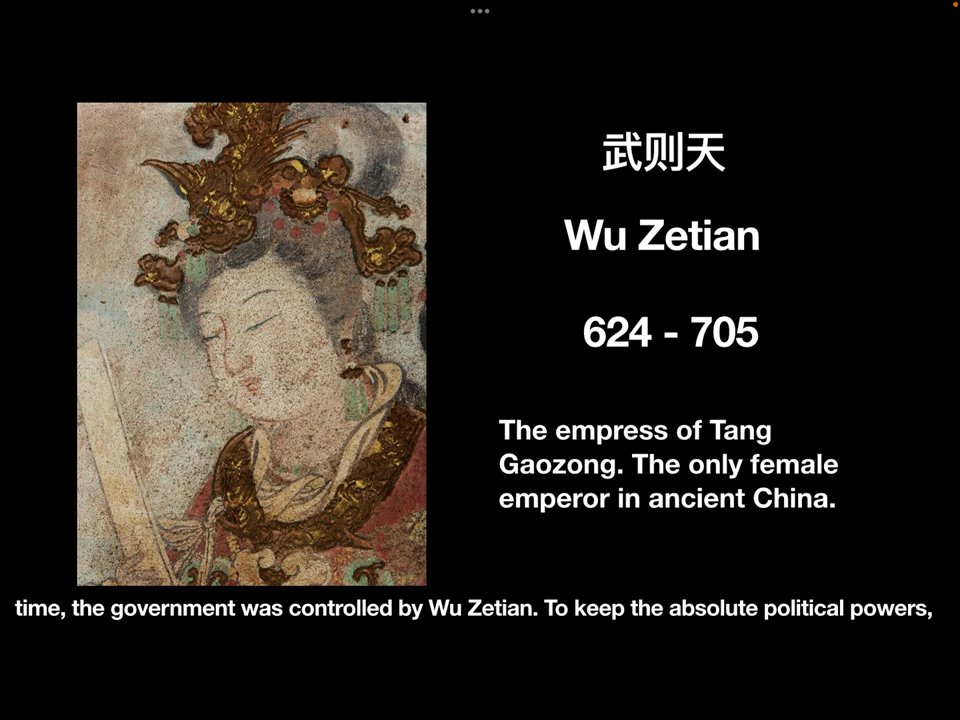 武则天
Wu Zetian
624 - 705
The empress of Tang
Gaozong. The only female
emperor in ancient China.
time, the government was controlled by Wu Zetian. To keep the absolute political powers,